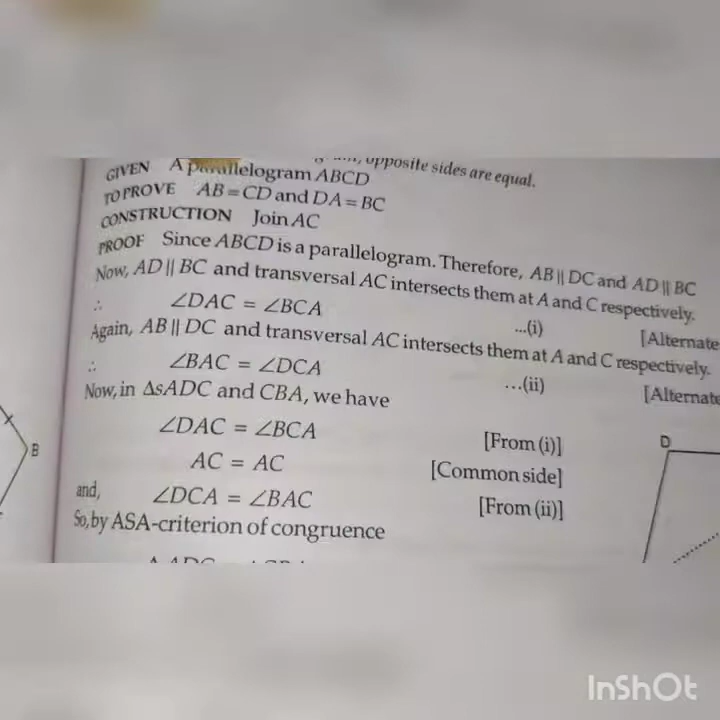 opposite sides are equal.
GIVEN A parallelogram ABCD
TO PROVE AB = CD and DA = BC
CONSTRUCTION Join AC
PROOF Since ABCD is a parallelogram. Therefore, AB || DC and AD || BC
Now, AD || BC and transversal AC intersects them at A and C respectively.
∴ ∠DAC = ∠BCA ...(i) [Alternate
Again, AB || DC and transversal AC intersects them at A and C respectively.
∴ ∠BAC = ∠DCA ...(ii) [Alternate
Now, in ΔsADC and CBA, we have
∠DAC = ∠BCA [From (i)]
AC = AC [Common side]
and, ∠DCA = ∠BAC [From (ii)]
So, by ASA-criterion of congruence
B
D
InShOt